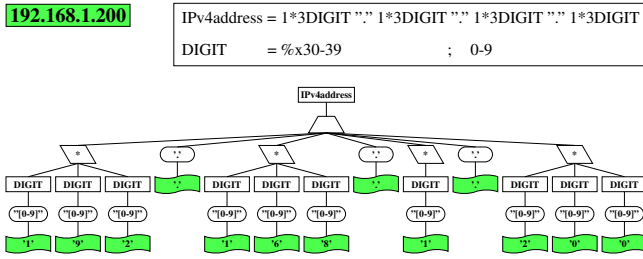 192.168.1.200
IPv4address = 1*3DIGIT ”.” 1*3DIGIT ”.” 1*3DIGIT ”.” 1*3DIGIT
DIGIT = %x30-39 ; 0-9
IPv4address
* '.' * '.' * '.' *
DIGIT DIGIT DIGIT '.' DIGIT DIGIT DIGIT '.' DIGIT '.' DIGIT DIGIT DIGIT
"[0-9]" "[0-9]" "[0-9]" "[0-9]" "[0-9]" "[0-9]" "[0-9]" "[0-9]" "[0-9]" "[0-9]"
'1' '9' '2' '1' '6' '8' '1' '2' '0' '0'